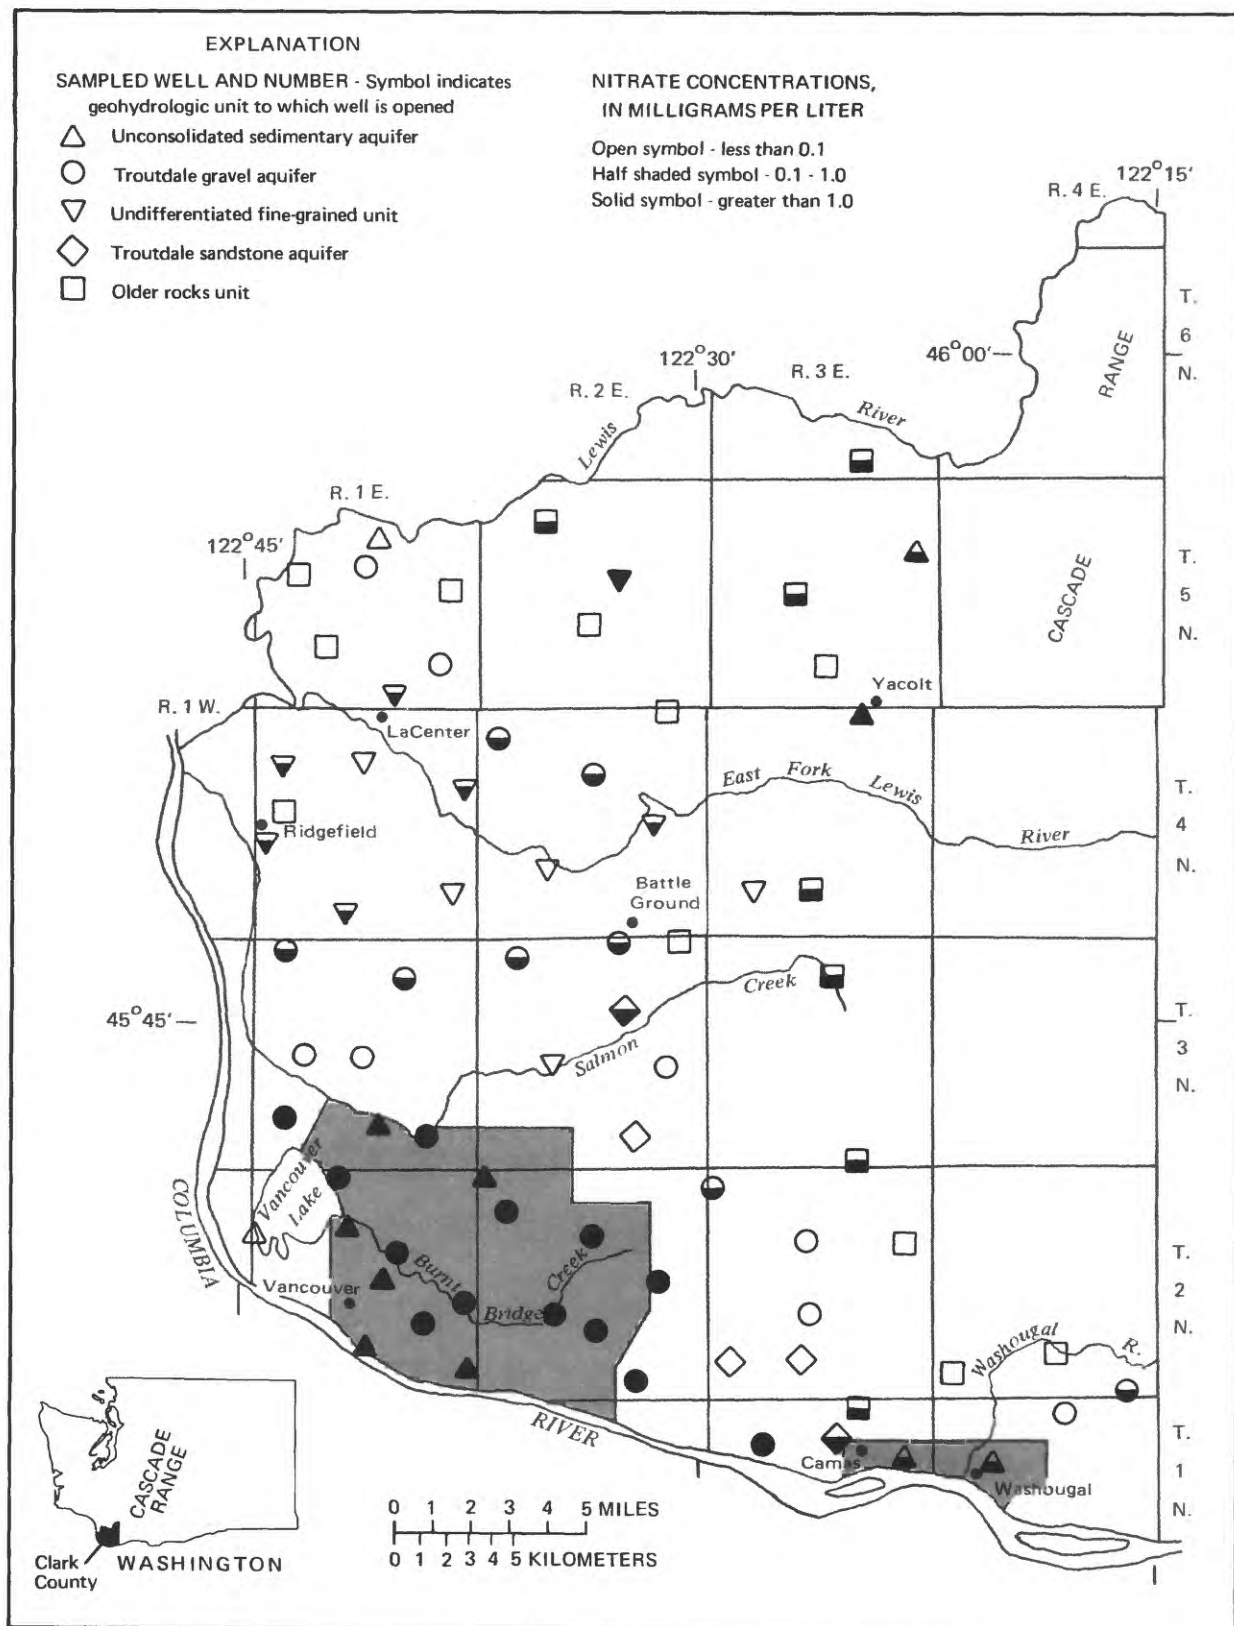 EXPLANATION
SAMPLED WELL AND NUMBER - Symbol indicates
geohydrologic unit to which well is opened
Unconsolidated sedimentary aquifer
Troutdale gravel aquifer
Undifferentiated fine-grained unit
Troutdale sandstone aquifer
Older rocks unit
NITRATE CONCENTRATIONS,
IN MILLIGRAMS PER LITER
Open symbol - less than 0.1
Half shaded symbol - 0.1 - 1.0
Solid symbol - greater than 1.0
122°15'
R. 4 E.
T.
6
N.
RANGE
46°00'
122°30'
R. 3 E.
R. 2 E.
River
Lewis
R. 1 E.
122°45'
T.
5
N.
CASCADE
Yacolt
R. 1 W.
LaCenter
East Fork Lewis
River
T.
4
N.
Ridgefield
Battle
Ground
Creek
Salmon
45°45'
T.
3
N.
Vancouver
Lake
COLUMBIA
Vancouver
Burnt
Bridge
Creek
T.
2
N.
Washougal
R.
RIVER
Camas
Washougal
T.
1
N.
CASCADE
RANGE
Clark
County
WASHINGTON
0 1 2 3 4 5 MILES
0 1 2 3 4 5 KILOMETERS